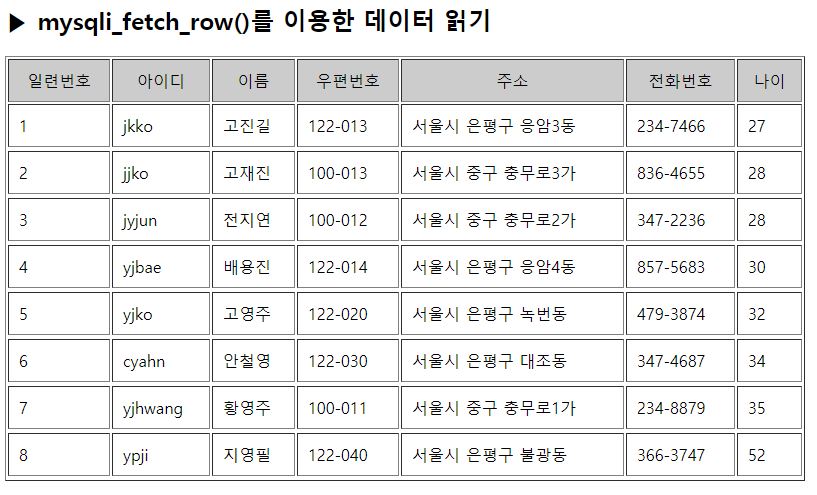 ▶ mysqli_fetch_row()를 이용한 데이터 읽기
일련번호 아이디 이름 우편번호 주소 전화번호 나이
1 jkko 고진길 122-013 서울시 은평구 응암3동 234-7466 27
2 jjko 고재진 100-013 서울시 중구 충무로3가 836-4655 28
3 jyjun 전지연 100-012 서울시 중구 충무로2가 347-2236 28
4 yjbae 배용진 122-014 서울시 은평구 응암4동 857-5683 30
5 yjko 고영주 122-020 서울시 은평구 녹번동 479-3874 32
6 cyahn 안철영 122-030 서울시 은평구 대조동 347-4687 34
7 yjhwang 황영주 100-011 서울시 중구 충무로1가 234-8879 35
8 ypji 지영필 122-040 서울시 은평구 불광동 366-3747 52